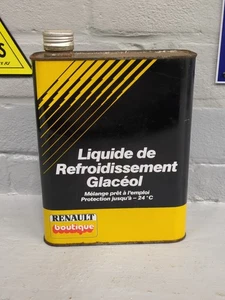 Liquide de
Refroidissement
Glacéol
Mélange prêt à l'emploi
Protection jusqu'à – 24 °C
RENAULT
boutique